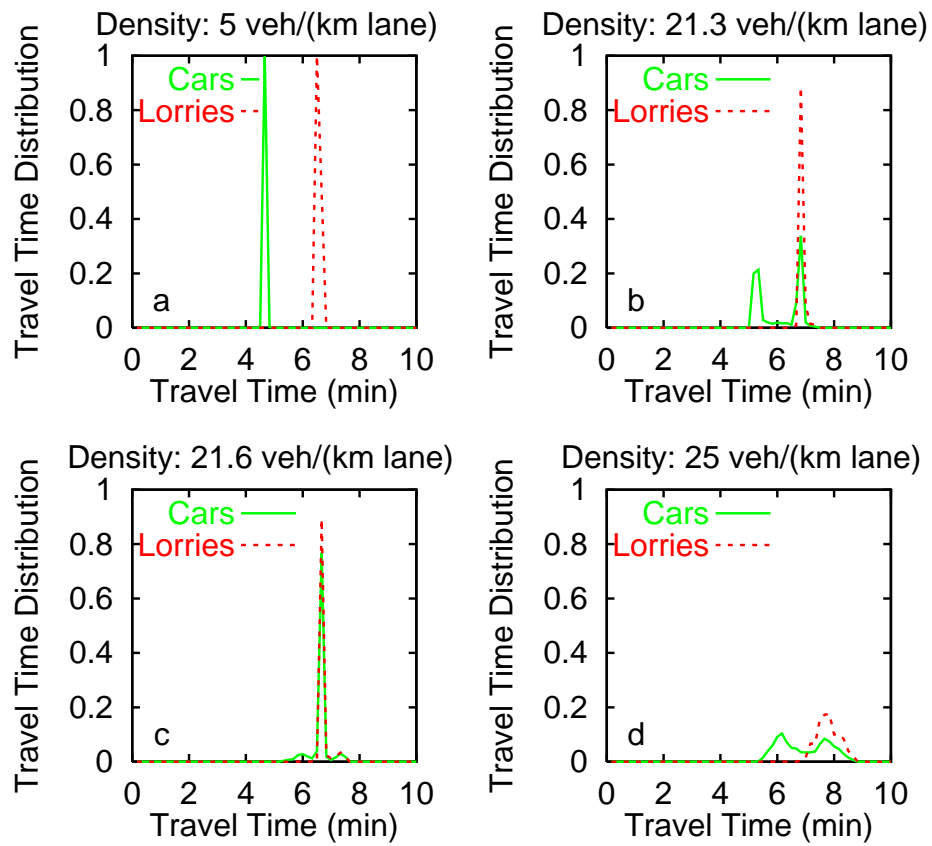 Density: 5 veh/(km lane)
Travel Time Distribution
1
0.8
0.6
0.4
0.2
0
Cars
Lorries
a
0 2 4 6 8 10
Travel Time (min)
Density: 21.3 veh/(km lane)
Travel Time Distribution
1
0.8
0.6
0.4
0.2
0
Cars
Lorries
b
0 2 4 6 8 10
Travel Time (min)
Density: 21.6 veh/(km lane)
Travel Time Distribution
1
0.8
0.6
0.4
0.2
0
Cars
Lorries
c
0 2 4 6 8 10
Travel Time (min)
Density: 25 veh/(km lane)
Travel Time Distribution
1
0.8
0.6
0.4
0.2
0
Cars
Lorries
d
0 2 4 6 8 10
Travel Time (min)